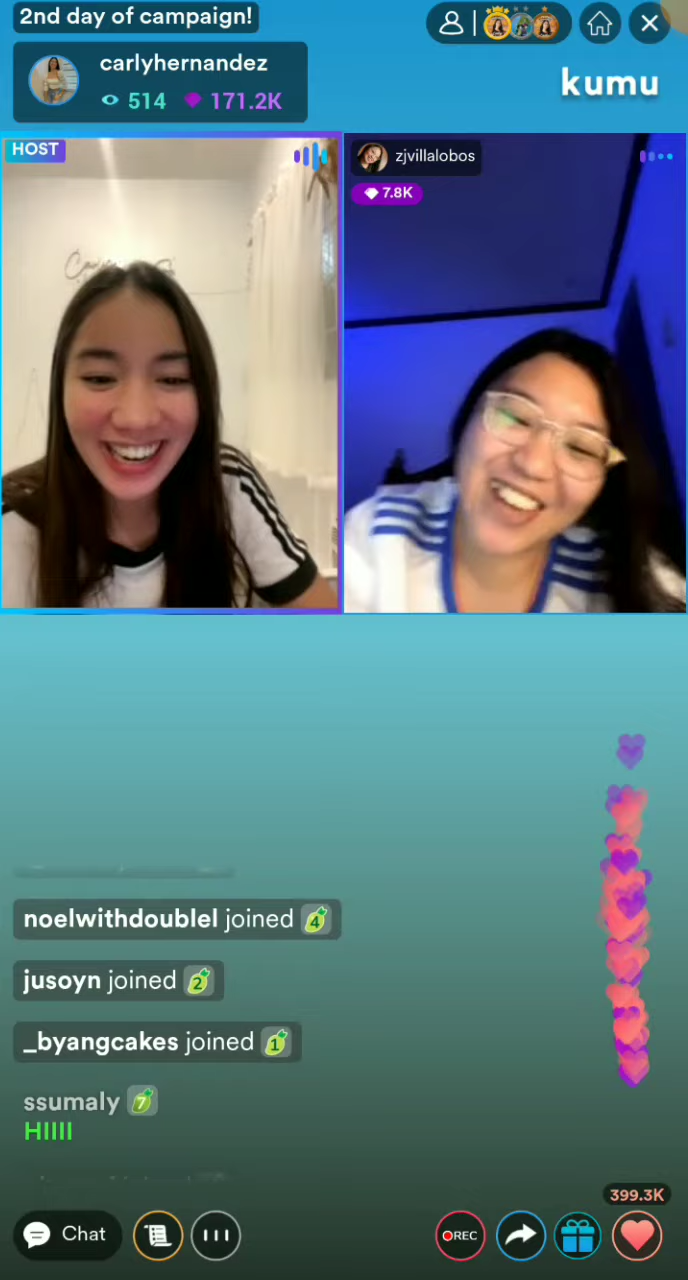 2nd day of campaign!
carlyhernandez
514 171.2K
kumu
HOST
zjvillalobos
7.8K
noelwithdoublel joined 4
jusoyn joined 2
_byangcakes joined 1
ssumaly 7
HIIII
399.3K
Chat
REC